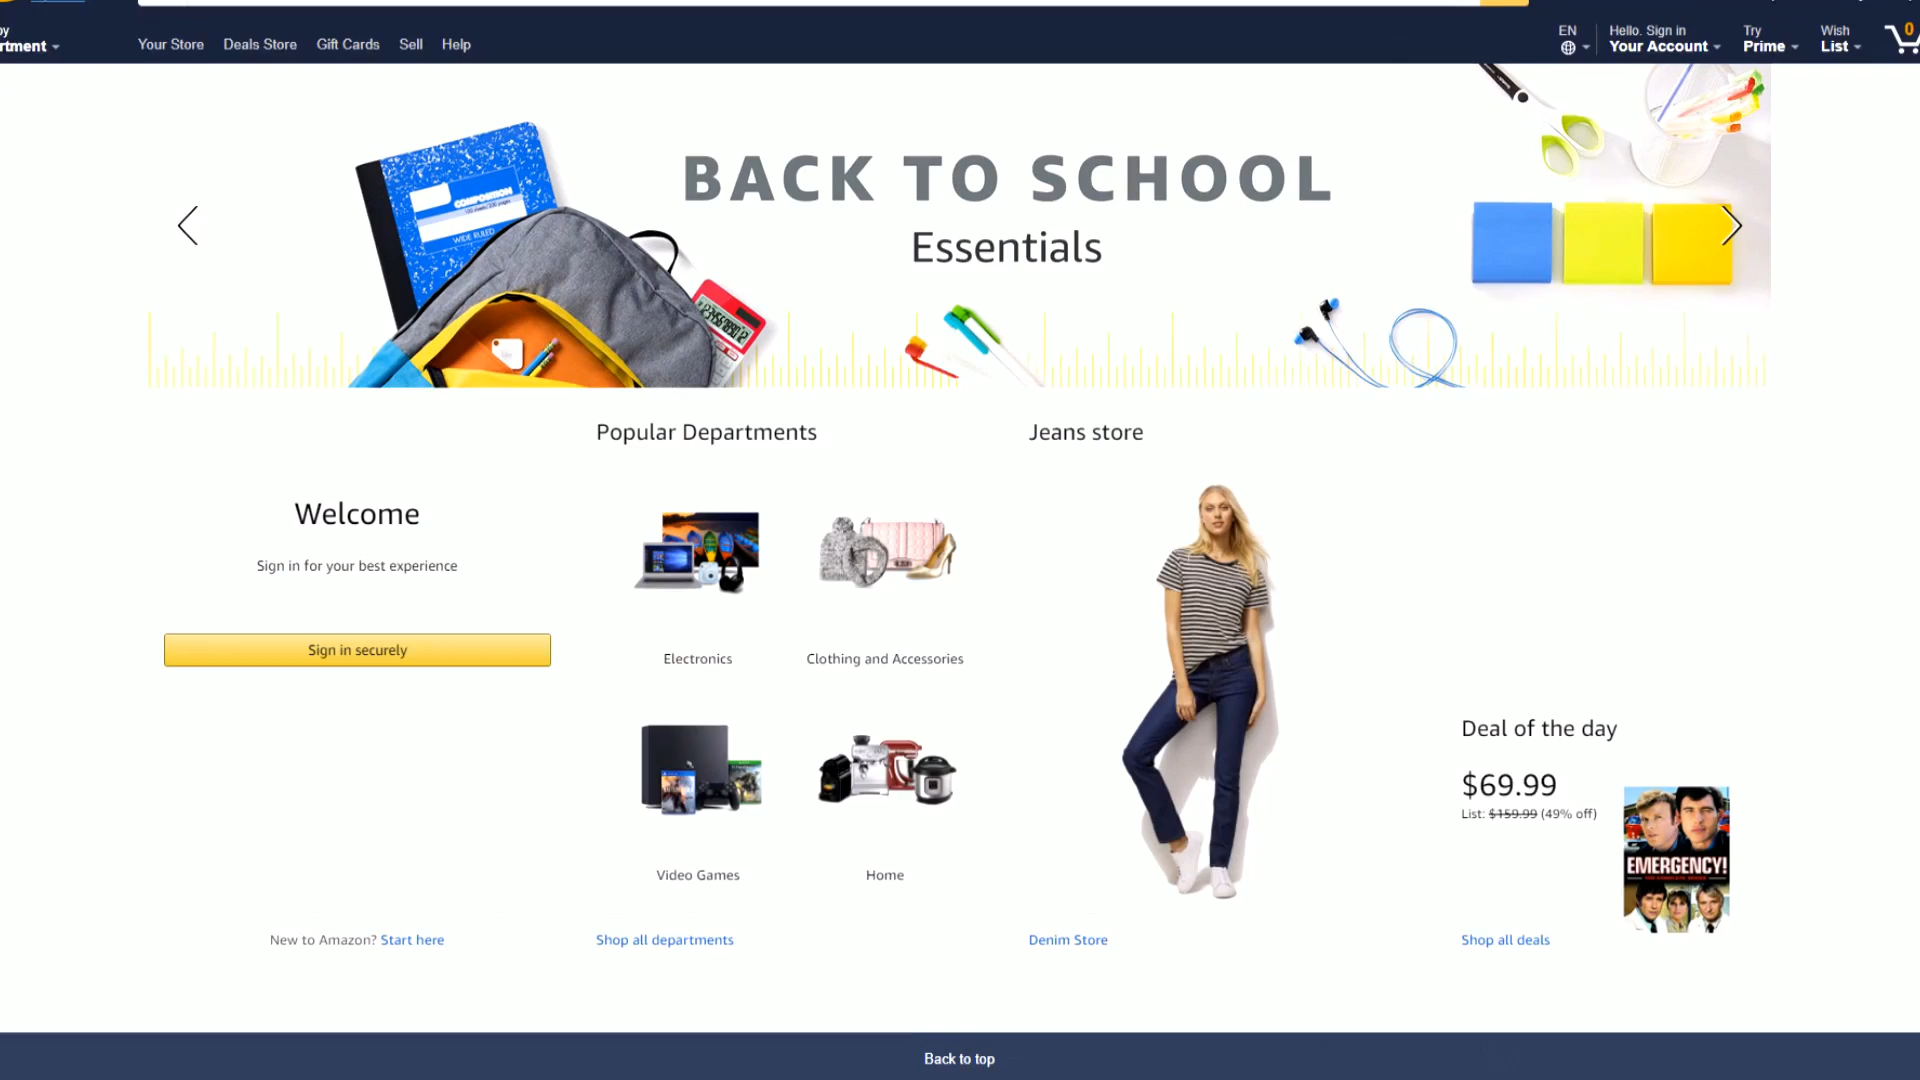 rtment
Your Store Deals Store Gift Cards Sell Help
EN
Hello. Sign in
Your Account
Try
Prime
Wish
List
0
BACK TO SCHOOL
Essentials
COMPOSITION
WIDE RULED
Popular Departments
Jeans store
Welcome
Sign in for your best experience
Sign in securely
Electronics
Clothing and Accessories
Video Games
Home
Deal of the day
$69.99
List: $159.99 (49% off)
EMERGENCY!
New to Amazon? Start here
Shop all departments
Denim Store
Shop all deals
Back to top